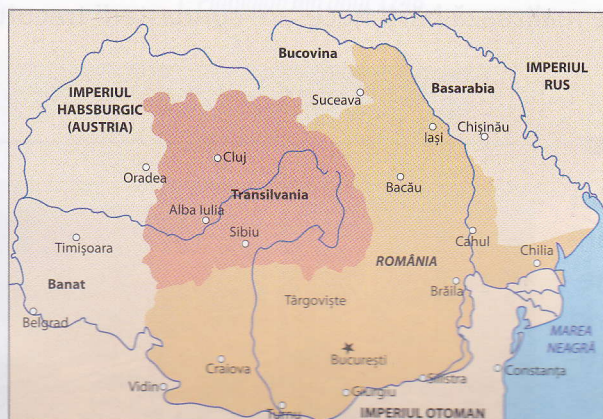 Bucovina
IMPERIUL
HABSBURGIC
(AUSTRIA)
IMPERIUL
RUS
Basarabia
Suceava
Iași
Chișinău
Cluj
Oradea
Bacău
Transilvania
Alba Iulia
Sibiu
Timișoara
Cahul
Chilia
ROMÂNIA
Banat
Brăila
Târgoviște
Belgrad
MAREA
NEAGRĂ
București
Craiova
Constanța
Silistra
Vidin
Giurgiu
Turnu
IMPERIUL OTOMAN